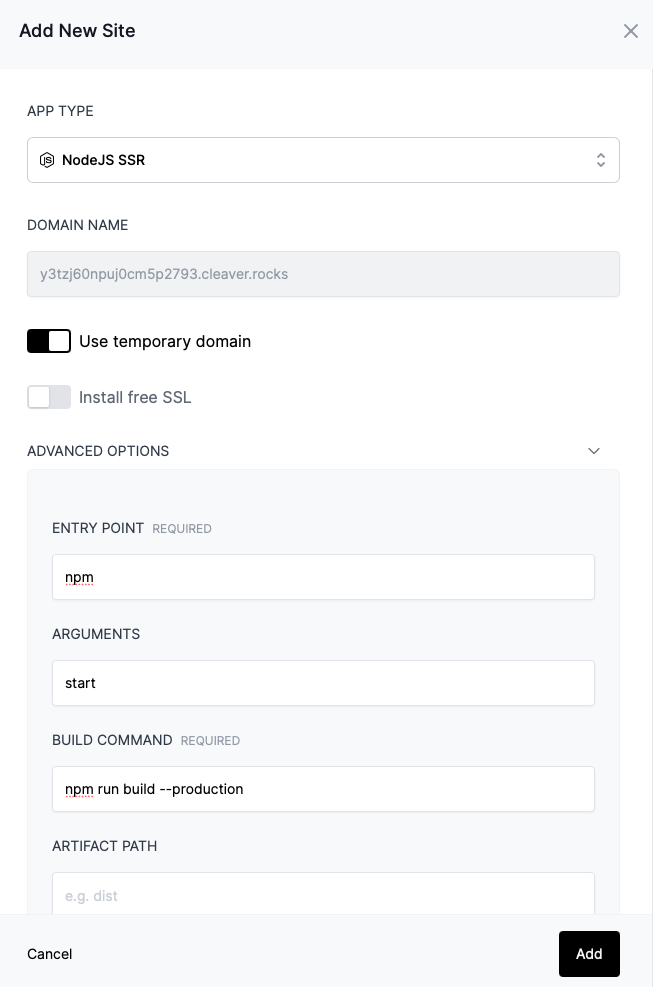 Add New Site
APP TYPE
NodeJS SSR
DOMAIN NAME
y3tzj60npuj0cm5p2793.cleaver.rocks
Use temporary domain
Install free SSL
ADVANCED OPTIONS
ENTRY POINT REQUIRED
npm
ARGUMENTS
start
BUILD COMMAND REQUIRED
npm run build --production
ARTIFACT PATH
e.g. dist
Cancel
Add